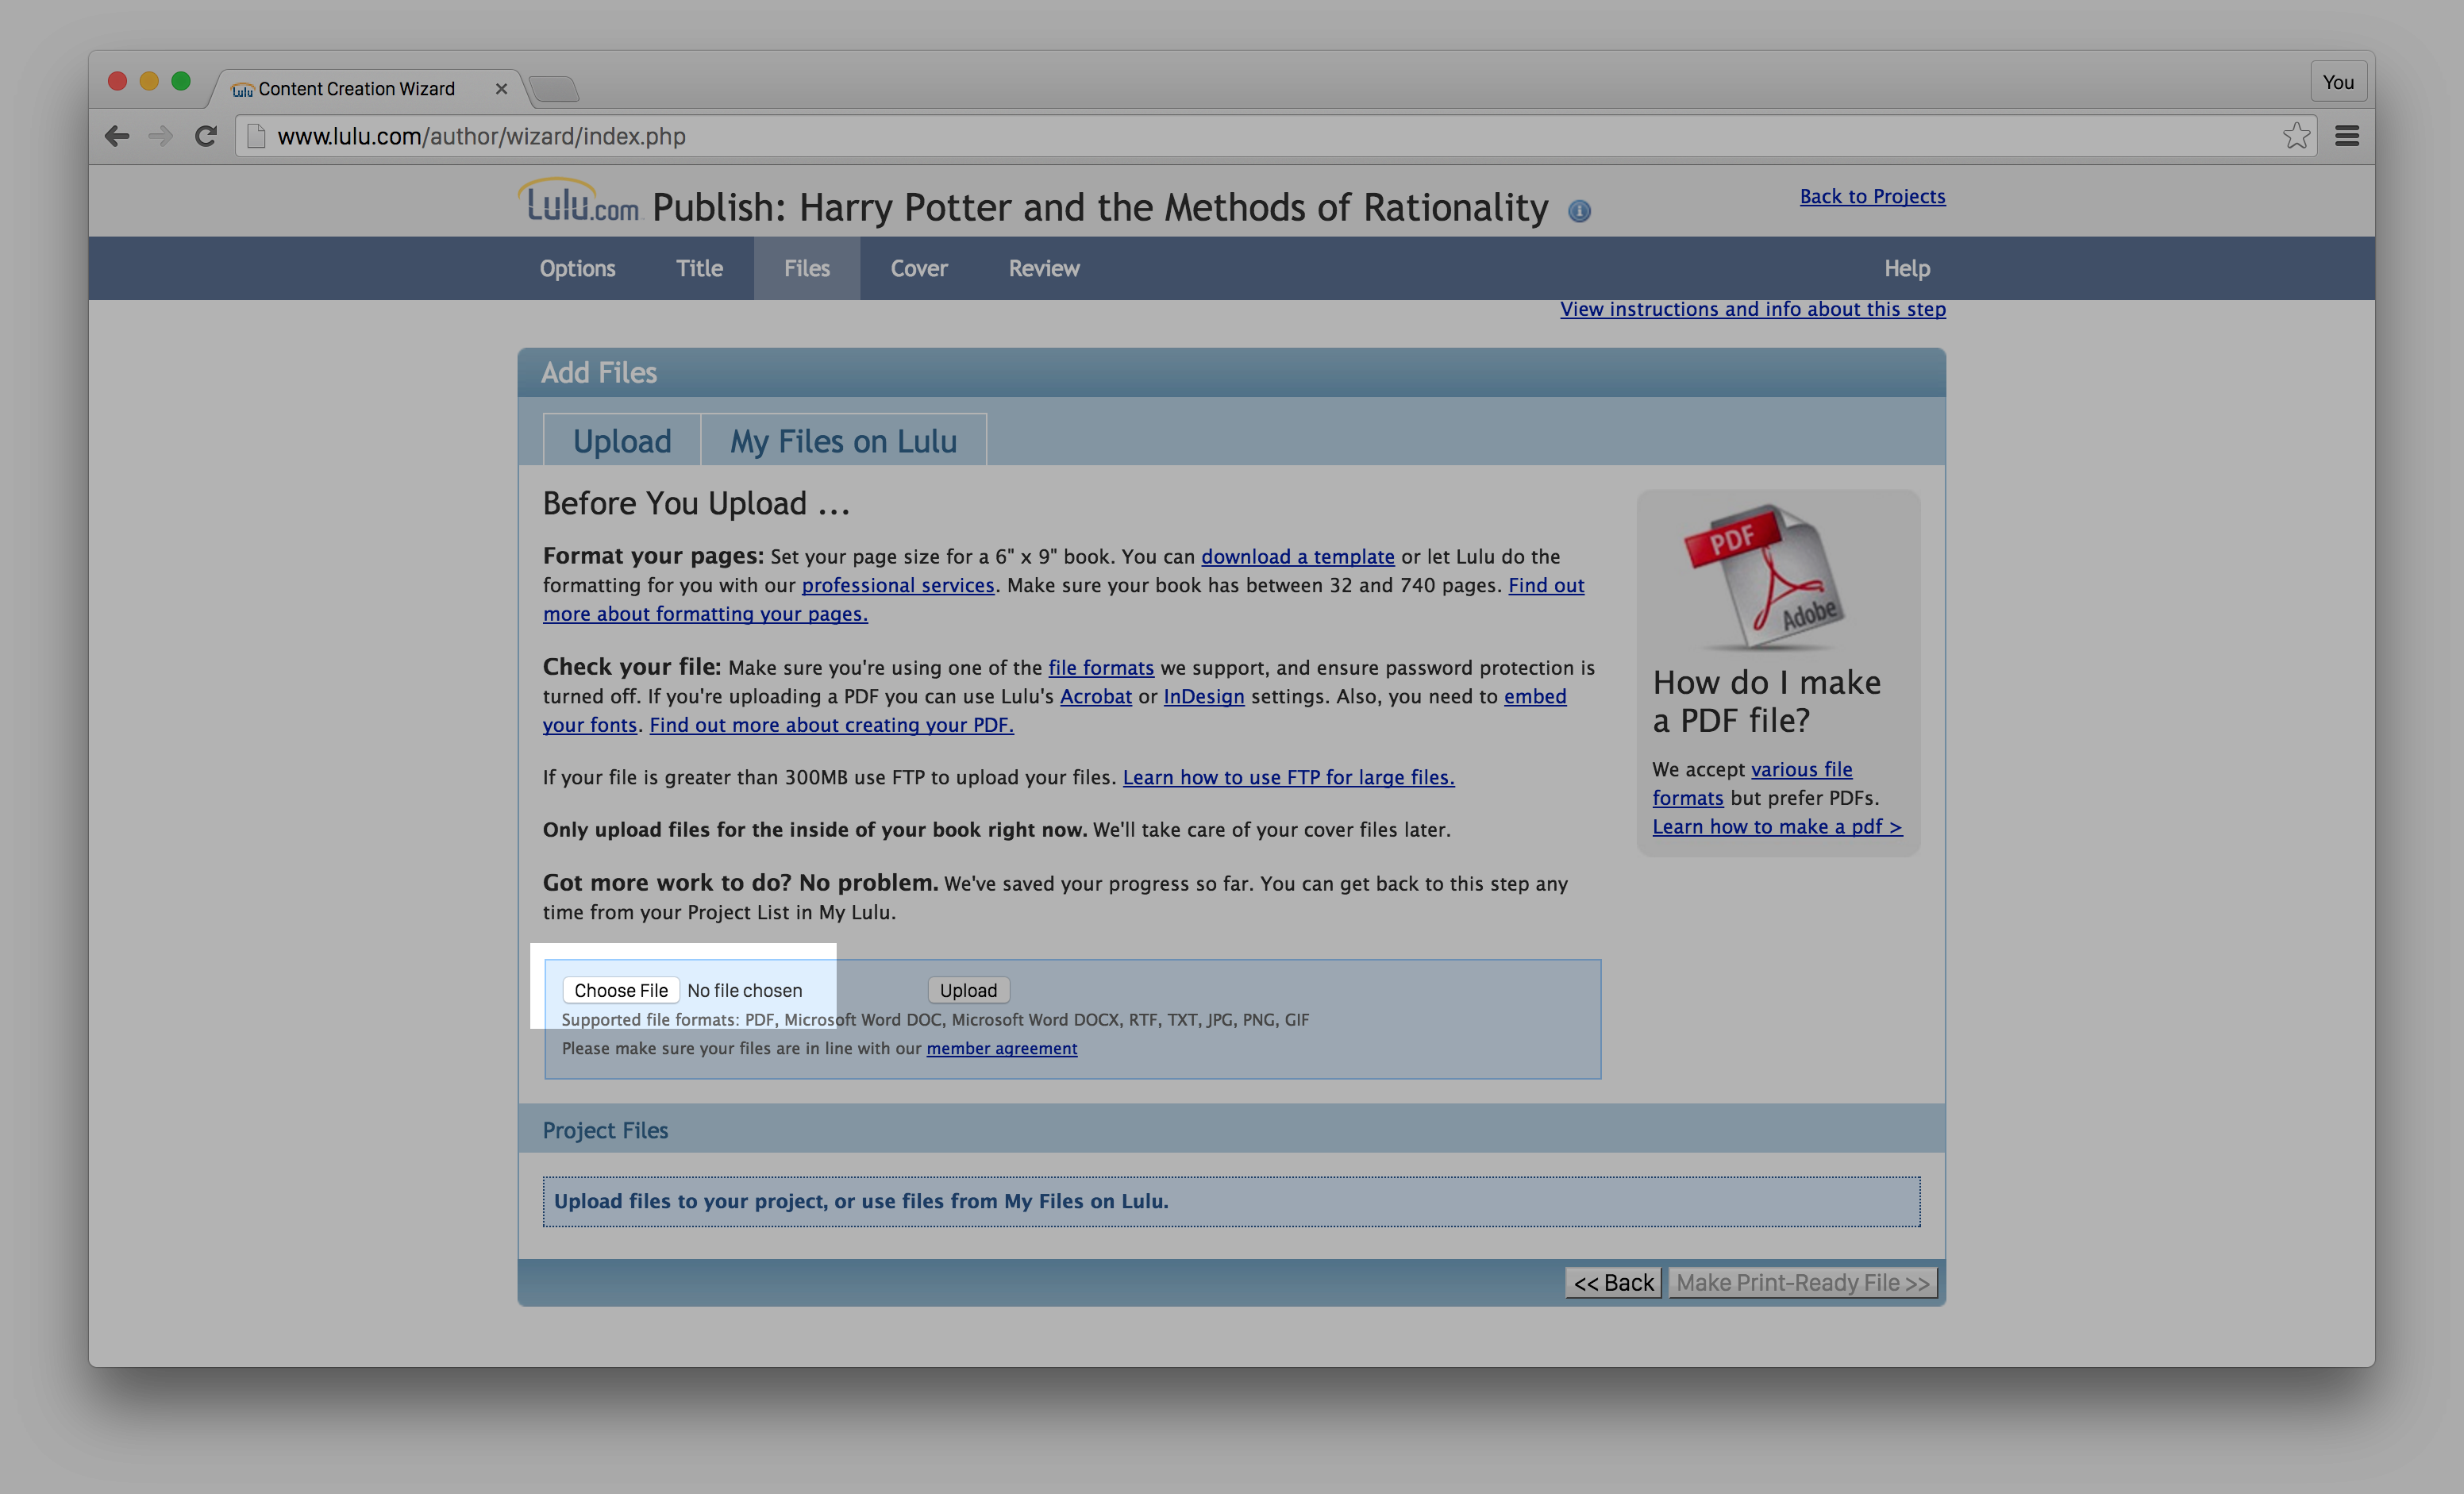 Content Creation Wizard
You
www.lulu.com/author/wizard/index.php
Lulu.com Publish: Harry Potter and the Methods of Rationality
Back to Projects
Options Title Files Cover Review Help
View instructions and info about this step
Add Files
Upload My Files on Lulu
Before You Upload ...
Format your pages: Set your page size for a 6" x 9" book. You can download a template or let Lulu do the
formatting for you with our professional services. Make sure your book has between 32 and 740 pages. Find out
more about formatting your pages.
Check your file: Make sure you're using one of the file formats we support, and ensure password protection is
turned off. If you're uploading a PDF you can use Lulu's Acrobat or InDesign settings. Also, you need to embed
your fonts. Find out more about creating your PDF.
If your file is greater than 300MB use FTP to upload your files. Learn how to use FTP for large files.
Only upload files for the inside of your book right now. We'll take care of your cover files later.
Got more work to do? No problem. We've saved your progress so far. You can get back to this step any
time from your Project List in My Lulu.
PDF
Adobe
How do I make
a PDF file?
We accept various file
formats but prefer PDFs.
Learn how to make a pdf >
Choose File No file chosen Upload
Supported file formats: PDF, Microsoft Word DOC, Microsoft Word DOCX, RTF, TXT, JPG, PNG, GIF
Please make sure your files are in line with our member agreement
Project Files
Upload files to your project, or use files from My Files on Lulu.
<< Back Make Print-Ready File >>